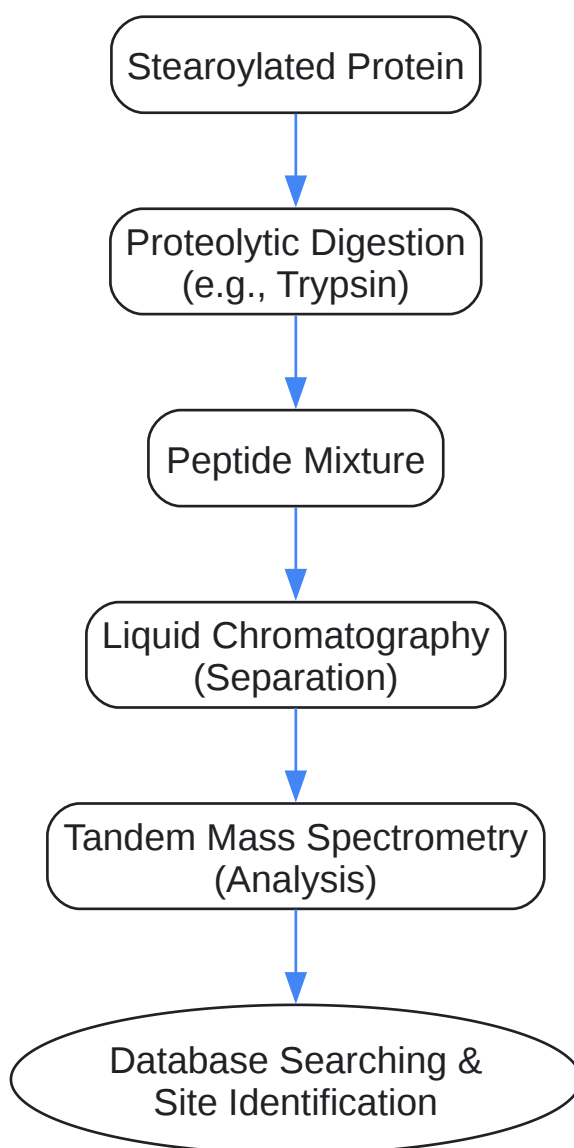 Stearoylated Protein
Proteolytic Digestion
(e.g., Trypsin)
Peptide Mixture
Liquid Chromatography
(Separation)
Tandem Mass Spectrometry
(Analysis)
Database Searching &
Site Identification